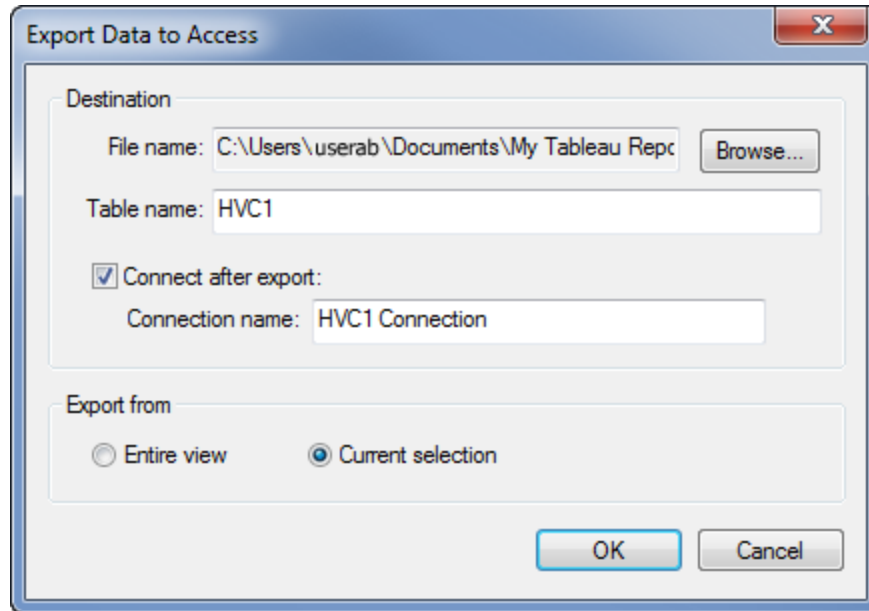 Export Data to Access
Destination
File name: C:\Users\userab\Documents\My Tableau Repo Browse...
Table name: HVC1
Connect after export:
Connection name: HVC1 Connection
Export from
Entire view Current selection
OK Cancel